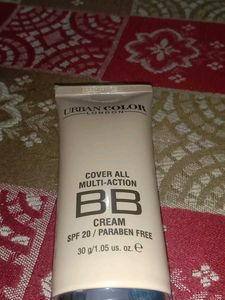 URBAN COLOR
LONDON
COVER ALL
MULTI-ACTION
BB
CREAM
SPF 20 / PARABEN FREE
30 g/1.05 us. oz. e